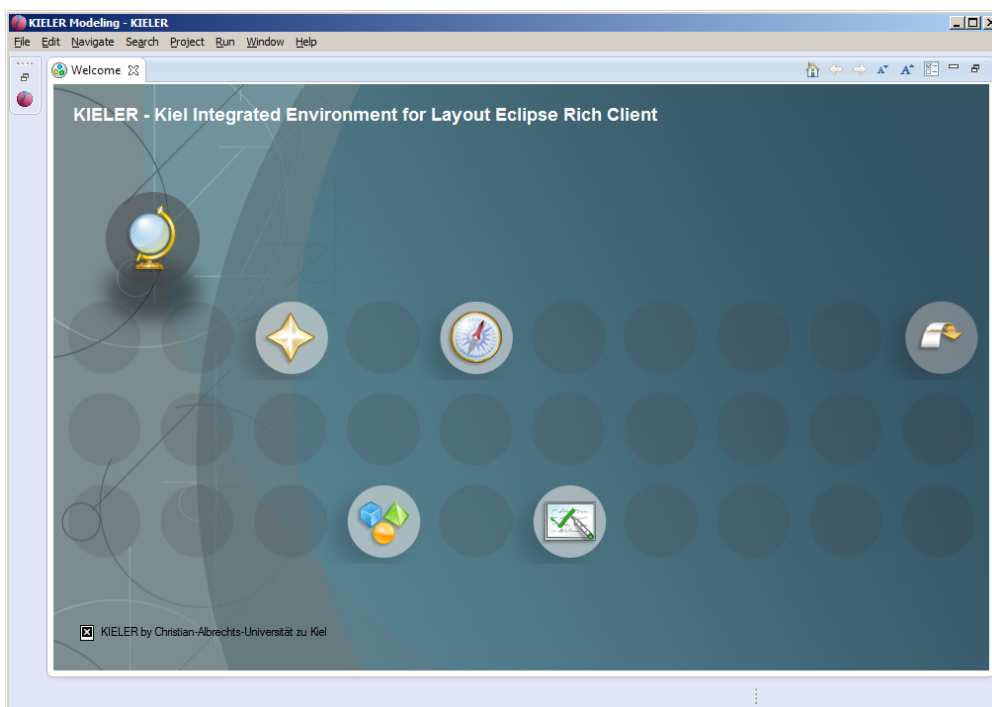 KIELER Modeling - KIELER
File Edit Navigate Search Project Run Window Help
Welcome
KIELER - Kiel Integrated Environment for Layout Eclipse Rich Client
KIELER by Christian-Albrechts-Universität zu Kiel